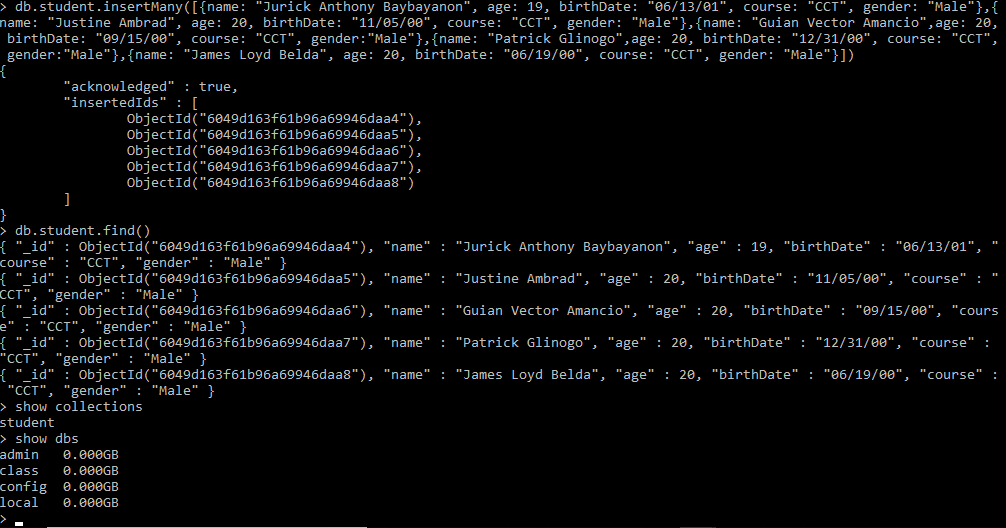 > db.student.insertMany([{name: "Jurick Anthony Baybayanon", age: 19, birthDate: "06/13/01", course: "CCT", gender: "Male"},{
name: "Justine Ambrad", age: 20, birthDate: "11/05/00", course: "CCT", gender: "Male"},{name: "Guian Vector Amancio",age: 20,
 birthDate: "09/15/00", course: "CCT", gender:"Male"},{name: "Patrick Glinogo",age: 20, birthDate: "12/31/00", course: "CCT",
 gender:"Male"},{name: "James Loyd Belda", age: 20, birthDate: "06/19/00", course: "CCT", gender: "Male"}])
{
        "acknowledged" : true,
        "insertedIds" : [
                ObjectId("6049d163f61b96a69946daa4"),
                ObjectId("6049d163f61b96a69946daa5"),
                ObjectId("6049d163f61b96a69946daa6"),
                ObjectId("6049d163f61b96a69946daa7"),
                ObjectId("6049d163f61b96a69946daa8")
        ]
}
> db.student.find()
{ "_id" : ObjectId("6049d163f61b96a69946daa4"), "name" : "Jurick Anthony Baybayanon", "age" : 19, "birthDate" : "06/13/01", "
course" : "CCT", "gender" : "Male" }
{ "_id" : ObjectId("6049d163f61b96a69946daa5"), "name" : "Justine Ambrad", "age" : 20, "birthDate" : "11/05/00", "course" : "
CCT", "gender" : "Male" }
{ "_id" : ObjectId("6049d163f61b96a69946daa6"), "name" : "Guian Vector Amancio", "age" : 20, "birthDate" : "09/15/00", "cours
e" : "CCT", "gender" : "Male" }
{ "_id" : ObjectId("6049d163f61b96a69946daa7"), "name" : "Patrick Glinogo", "age" : 20, "birthDate" : "12/31/00", "course" :
"CCT", "gender" : "Male" }
{ "_id" : ObjectId("6049d163f61b96a69946daa8"), "name" : "James Loyd Belda", "age" : 20, "birthDate" : "06/19/00", "course" :
 "CCT", "gender" : "Male" }
> show collections
student
> show dbs
admin   0.000GB
class   0.000GB
config  0.000GB
local   0.000GB
>